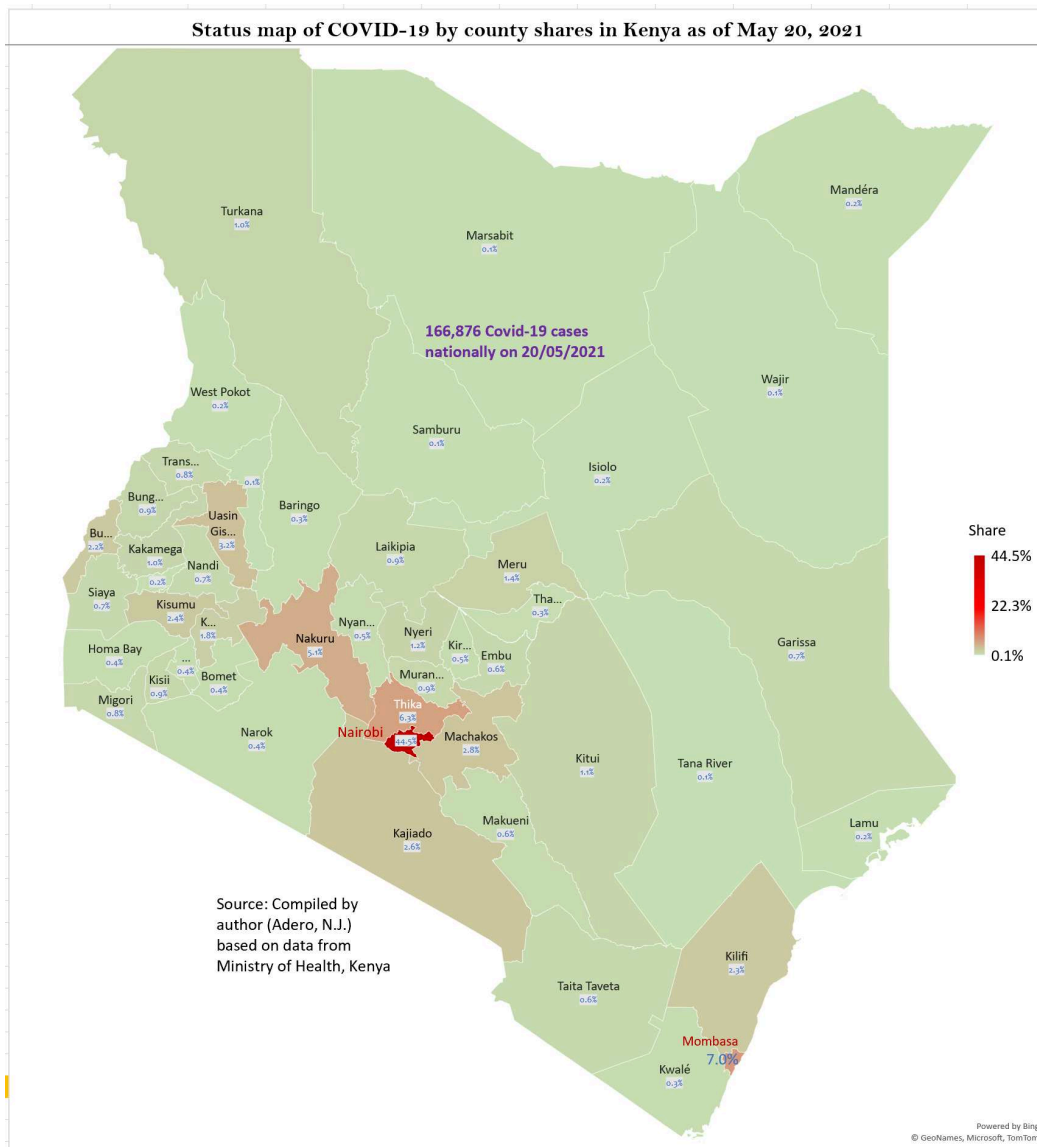 Status map of COVID-19 by county shares in Kenya as of May 20, 2021
Mandéra
0.2%
Turkana
1.0%
Marsabit
0.1%
166,876 Covid-19 cases
nationally on 20/05/2021
Wajir
0.1%
West Pokot
0.2%
Samburu
0.1%
Trans...
0.8%
Isiolo
0.2%
0.1%
Bung...
0.9%
Baringo
0.3%
Uasin
Gis...
3.2%
Bu...
2.2%
Kakamega
1.0%
Laikipia
0.9%
Meru
1.4%
Nandi
0.7%
0.2%
Siaya
0.7%
Kisumu
2.4%
K...
1.8%
Tha...
0.3%
Nakuru
5.1%
Nyan...
0.5%
Nyeri
1.2%
Kir...
0.5%
Embu
0.6%
Garissa
0.7%
Homa Bay
0.4%
...
0.4%
Kisii
0.9%
Bomet
0.4%
Muran...
0.9%
Migori
0.8%
Thika
6.3%
Narok
0.4%
Nairobi
44.5%
Machakos
2.8%
Kitui
1.1%
Tana River
0.1%
Kajiado
2.6%
Makueni
0.6%
Lamu
0.2%
Share
44.5%
22.3%
0.1%
Source: Compiled by
author (Adero, N.J.)
based on data from
Ministry of Health, Kenya
Kilifi
2.3%
Taita Taveta
0.6%
Mombasa
7.0%
Kwalé
0.3%
Powered by Bing
© GeoNames, Microsoft, TomTom